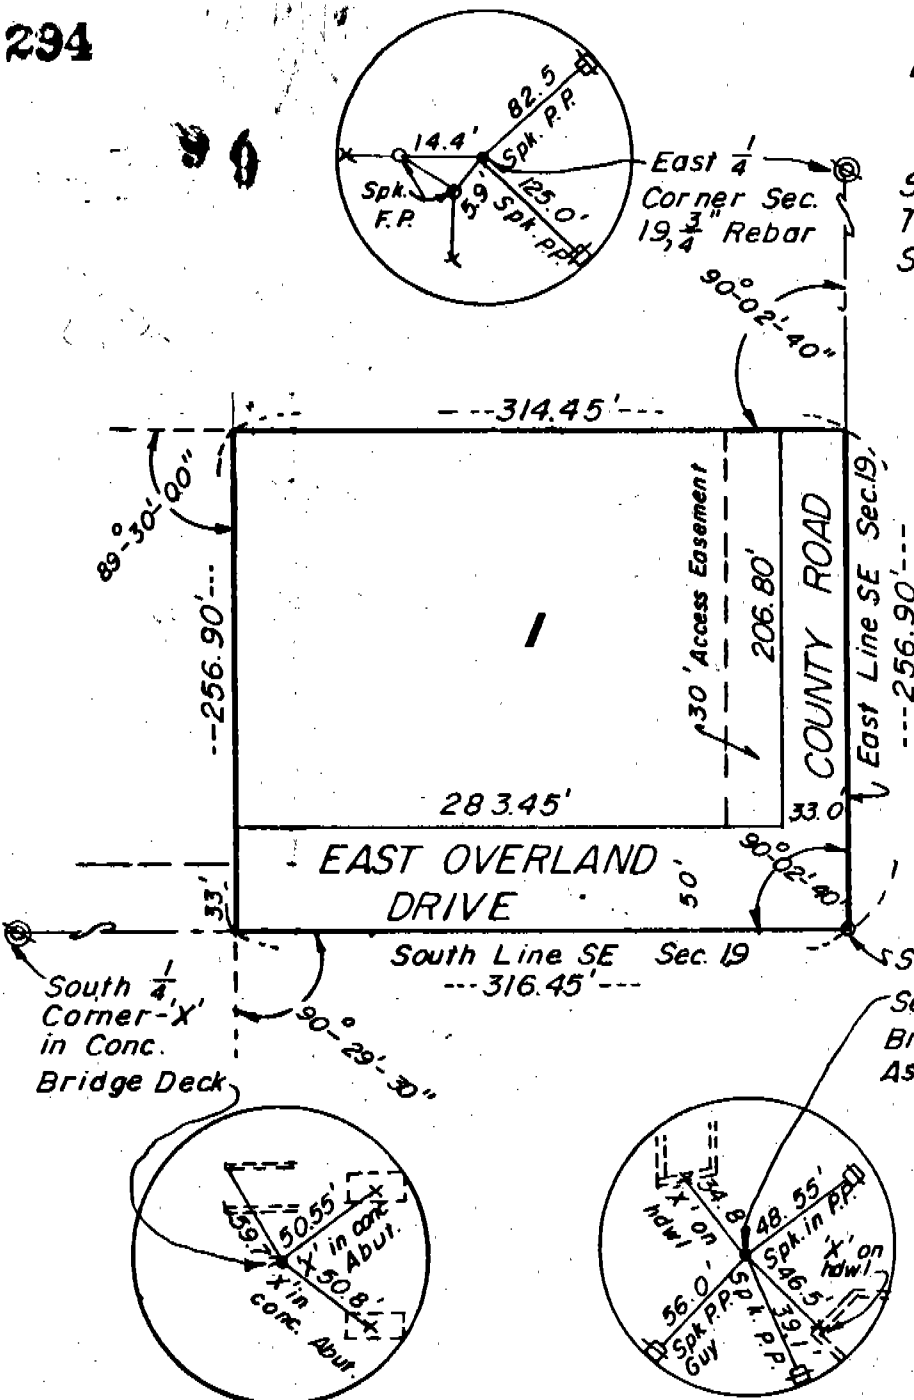 294
90
82.5
Spk. P.P.
14.4'
Spk.
F.P.
5.9'
125.0'
Spk. P.P.
East 1/4
Corner Sec.
19, 3/4" Rebar
S
T
S
90°-02'-40"
---314.45'---
89°-30'-00"
---256.90'---
1
30' Access Easement
206.80'
COUNTY ROAD
East Line SE Sec. 19,
---256.90'---
283.45'
33.0'
EAST OVERLAND
DRIVE
50'
90°-02'-40"
33'
South Line SE Sec. 19
---316.45'---
South 1/4
Corner-'X'
in Conc.
Bridge Deck
90°-29'-30"
S
Se
Br
As
59.7'
50.55'
'X' in conc
Abut.
50.8'
'X' in
conc. Abut.
'X' on
hdwl
34.8'
48.55'
Spk. in P.P.
'X' on
hdwl
46.5'
56.0'
Spk P.P.
Guy
39.1'
Spk. P.P.